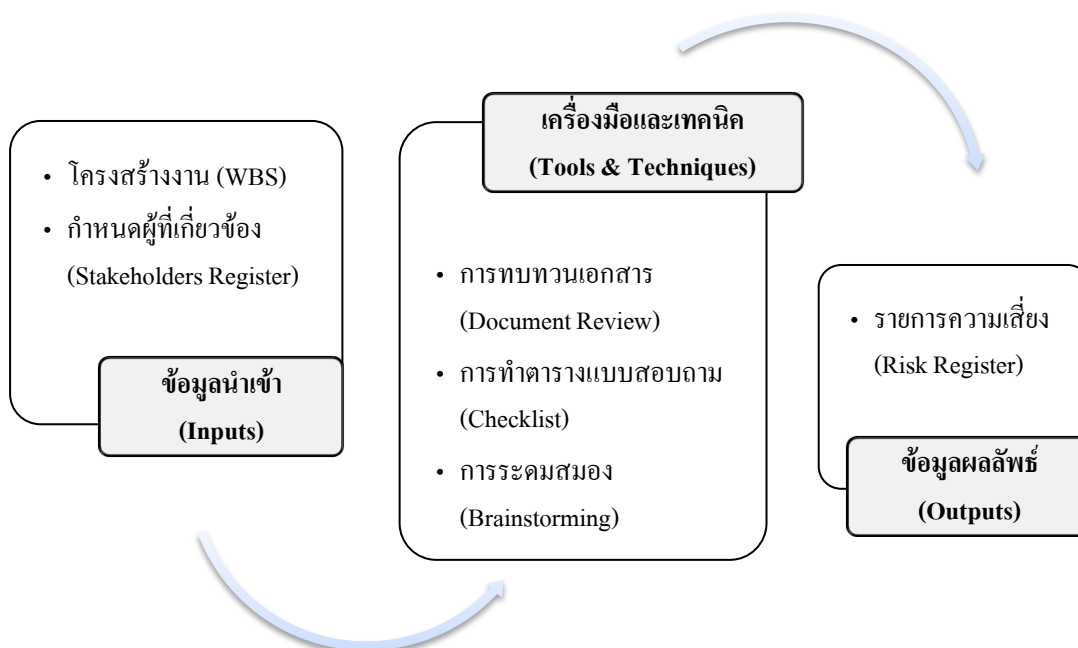 • โครงสร้างงาน (WBS)
• กำหนดผู้ที่เกี่ยวข้อง
(Stakeholders Register)
ข้อมูลนำเข้า
(Inputs)
เครื่องมือและเทคนิค
(Tools & Techniques)
• การทบทวนเอกสาร
(Document Review)
• การทำตารางแบบสอบถาม
(Checklist)
• การระดมสมอง
(Brainstorming)
• รายการความเสี่ยง
(Risk Register)
ข้อมูลผลลัพธ์
(Outputs)